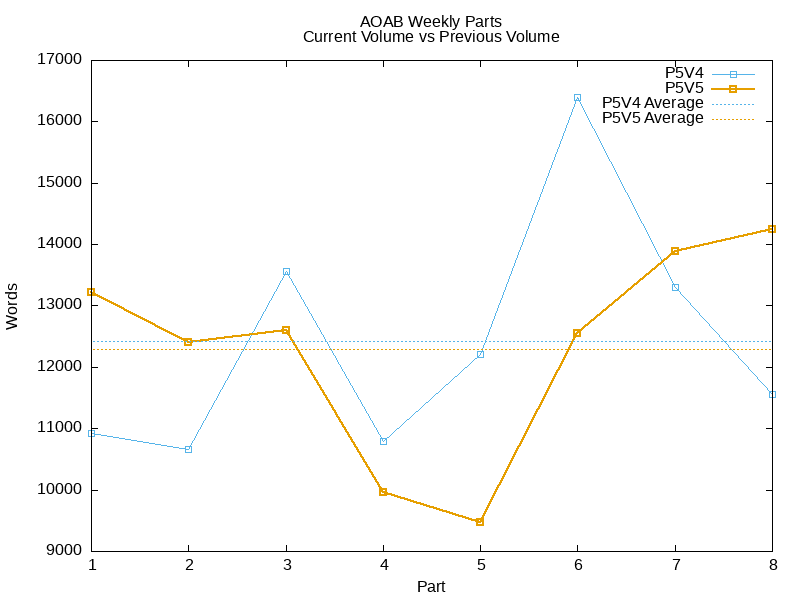 AOAB Weekly Parts
Current Volume vs Previous Volume
17000
16000
15000
14000
13000
12000
11000
10000
9000
Words
P5V4
P5V5
P5V4 Average
P5V5 Average
1 2 3 4 5 6 7 8
Part